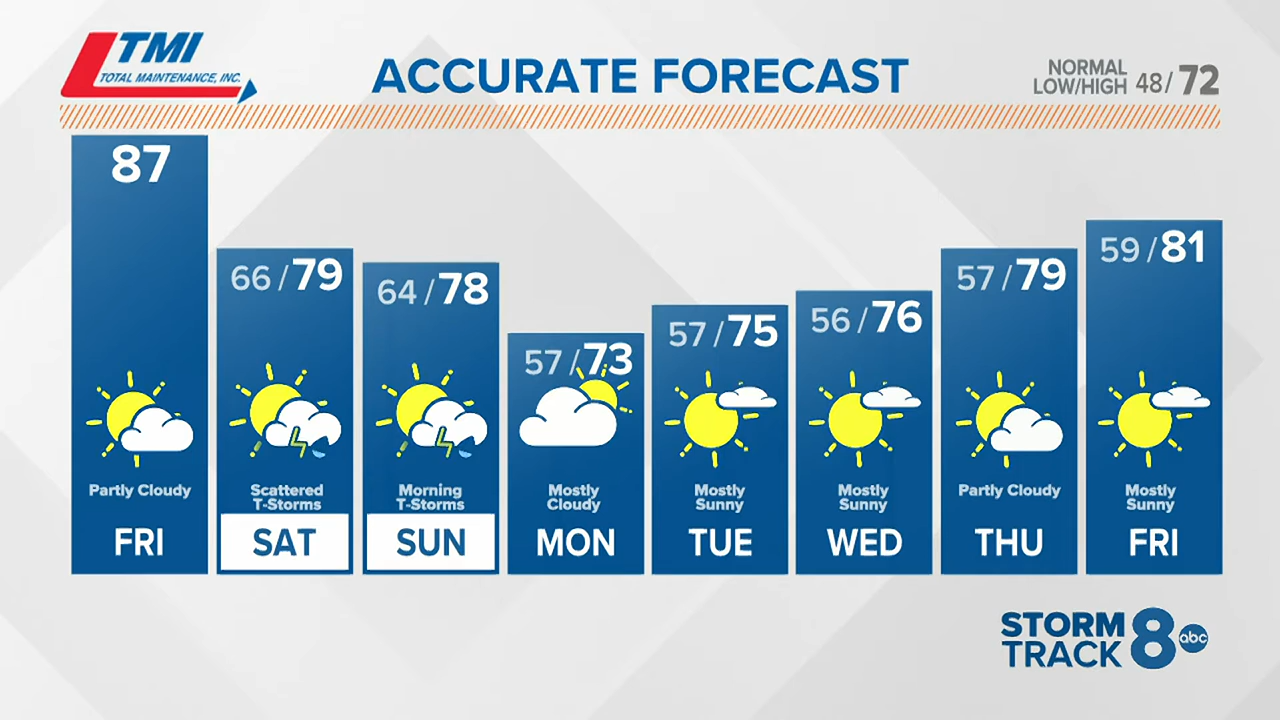 TMI
TOTAL MAINTENANCE, INC.
ACCURATE FORECAST
NORMAL
LOW/HIGH 48/72
87
Partly Cloudy
FRI
66/79
Scattered
T-Storms
SAT
64/78
Morning
T-Storms
SUN
57/73
Mostly
Cloudy
MON
57/75
Mostly
Sunny
TUE
56/76
Mostly
Sunny
WED
57/79
Partly Cloudy
THU
59/81
Mostly
Sunny
FRI
STORM
TRACK 8 abc